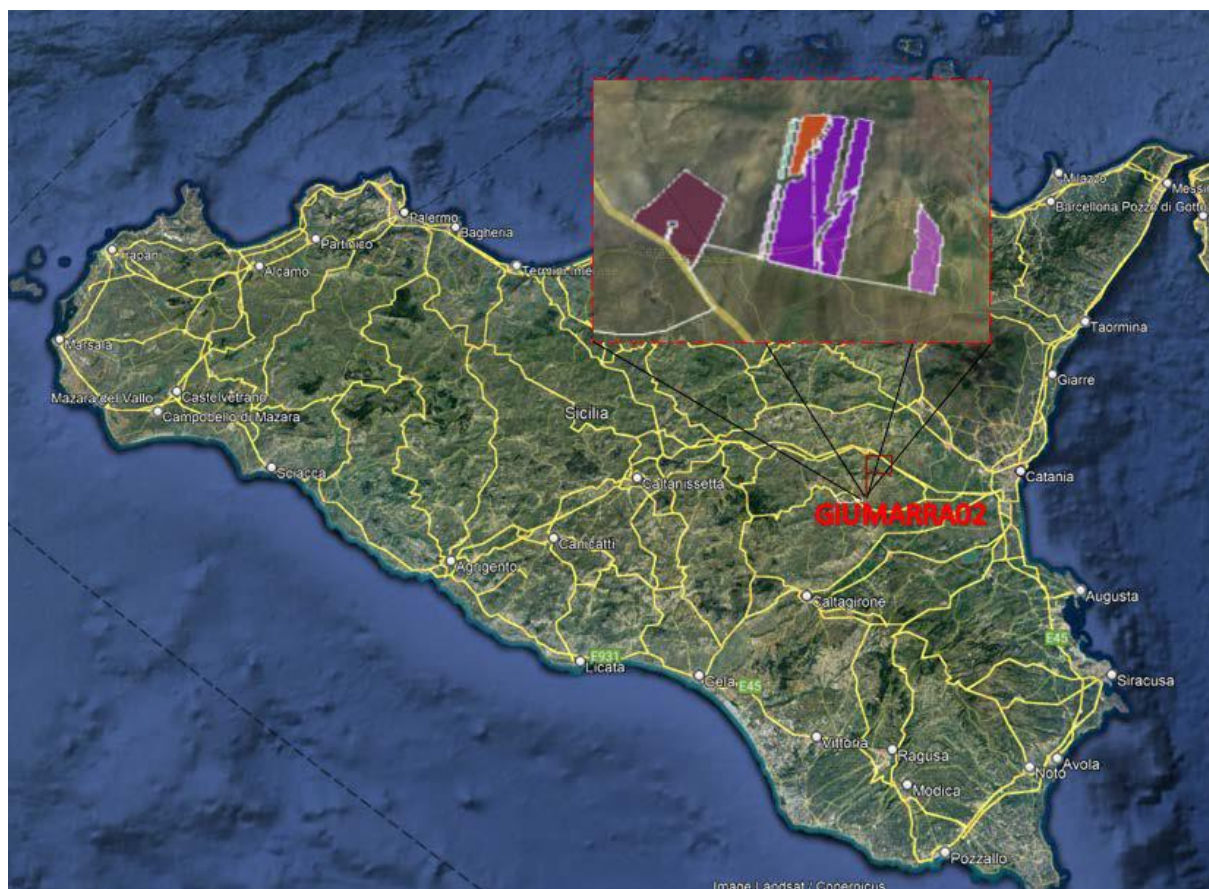 Milazzo
Messi
Barcellona Pozzo di Gotto
Palermo
Bagheria
Partinico
Trapani
Alcamo
Termini Imerese
Taormina
Marsala
Giarre
Mazara del Vallo
Castelvetrano
Campobello di Mazara
Sicilia
Sciacca
Caltanissetta
Catania
GIUMARRA02
Canicattì
Agrigento
Caltagirone
Augusta
E45
E931
Licata
Gela
E45
Siracusa
Vittoria
Ragusa
Avola
Noto
Modica
Pozzallo
Image Landsat / Copernicus